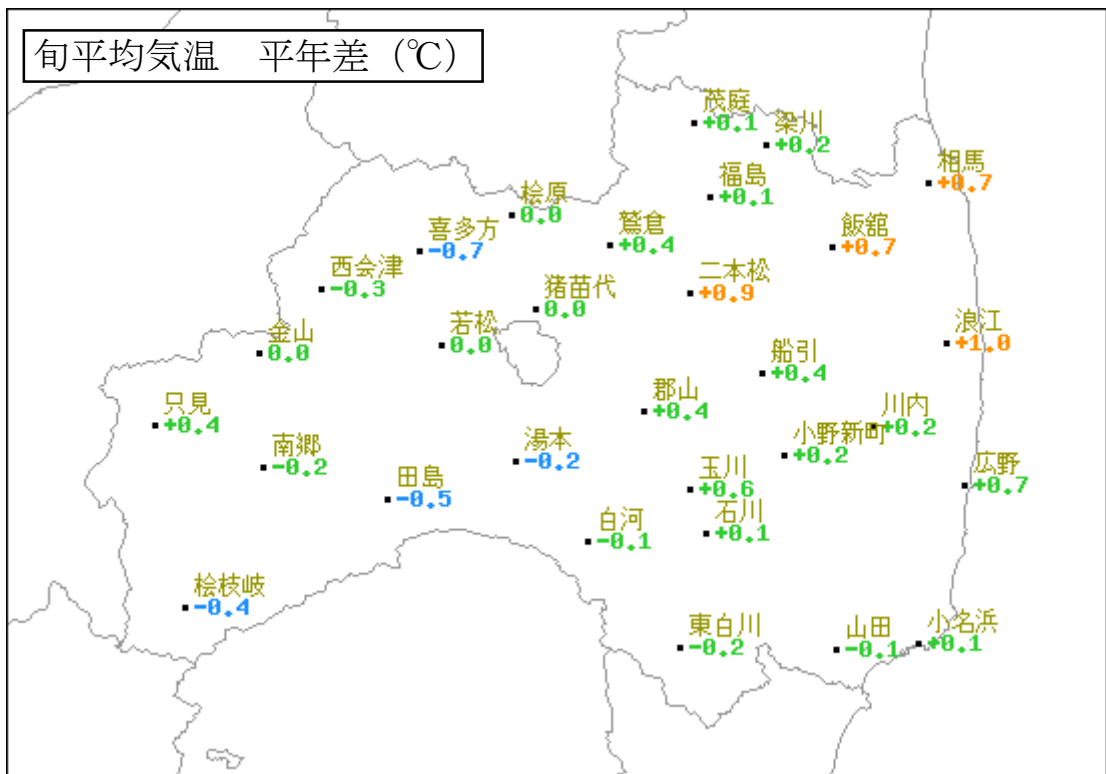 旬平均気温　平年差（℃）
茂庭
+0.1
梁川
+0.2
相馬
+0.7
福島
+0.1
桧原
0.0
鷲倉
+0.4
飯舘
+0.7
喜多方
-0.7
西会津
-0.3
二本松
+0.9
猪苗代
0.0
金山
0.0
若松
0.0
浪江
+1.0
船引
+0.4
只見
+0.4
郡山
+0.4
川内
+0.2
南郷
-0.2
湯本
-0.2
小野新町
+0.2
田島
-0.5
玉川
+0.6
広野
+0.7
白河
-0.1
石川
+0.1
桧枝岐
-0.4
東白川
-0.2
山田
-0.1
小名浜
+0.1